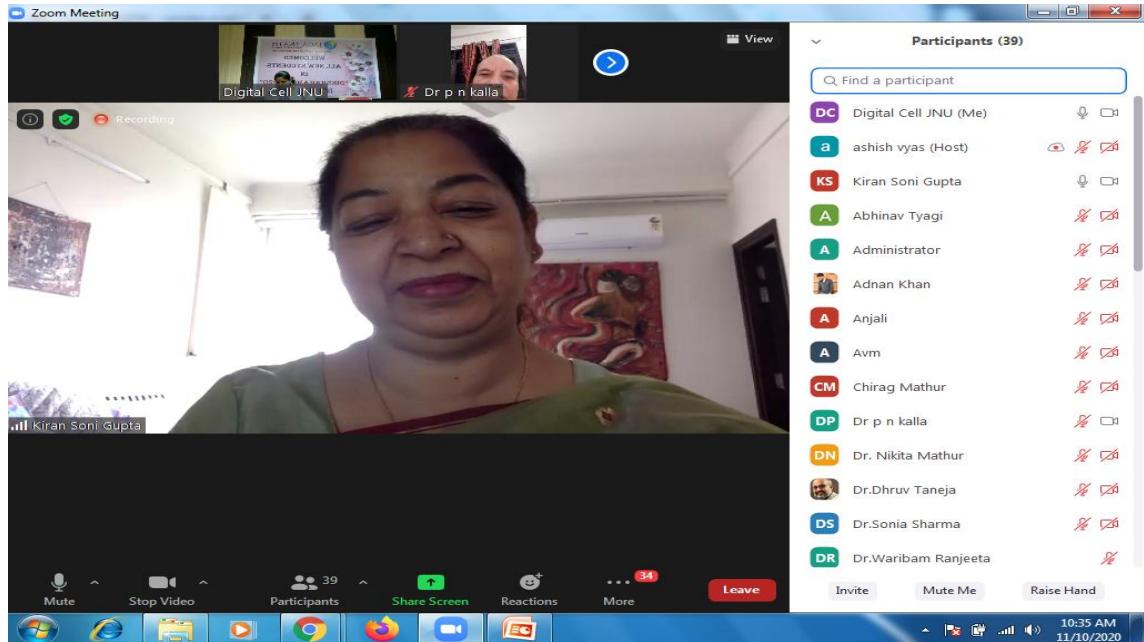 Zoom Meeting
View
Digital Cell JNU
Dr p n kalla
Recording
Kiran Soni Gupta
Participants (39)
Find a participant
DC Digital Cell JNU (Me)
a ashish vyas (Host)
KS Kiran Soni Gupta
A Abhinav Tyagi
A Administrator
Adnan Khan
A Anjali
A Avm
CM Chirag Mathur
DP Dr p n kalla
DN Dr. Nikita Mathur
Dr.Dhruv Taneja
DS Dr.Sonia Sharma
DR Dr.Waribam Ranjeeta
Invite Mute Me Raise Hand
39 34
Mute Stop Video Participants Share Screen Reactions More Leave
10:35 AM
11/10/2020